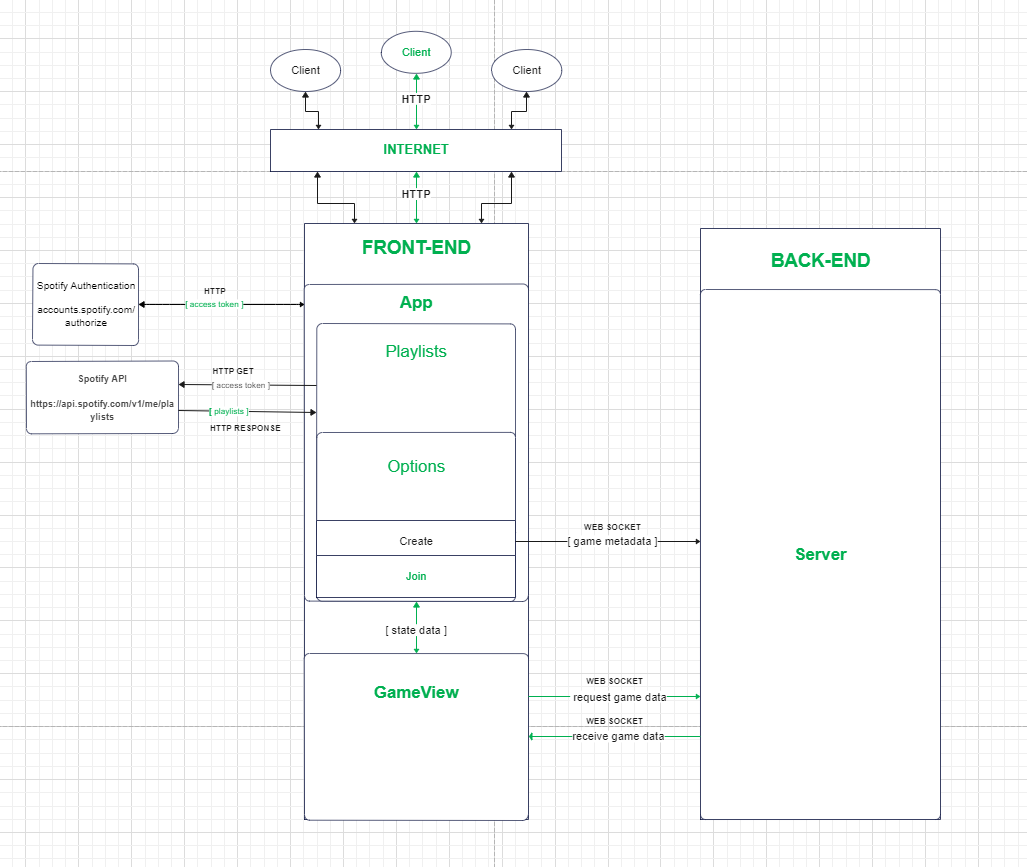 Client
Client
Client
HTTP
INTERNET
HTTP
FRONT-END
BACK-END
Spotify Authentication
accounts.spotify.com/
authorize
HTTP
[ access token ]
App
Playlists
Spotify API
https://api.spotify.com/v1/me/pla
ylists
HTTP GET
[ access token ]
[ playlists ]
HTTP RESPONSE
Options
Create
WEB SOCKET
[ game metadata ]
Server
Join
[ state data ]
GameView
WEB SOCKET
request game data
WEB SOCKET
receive game data